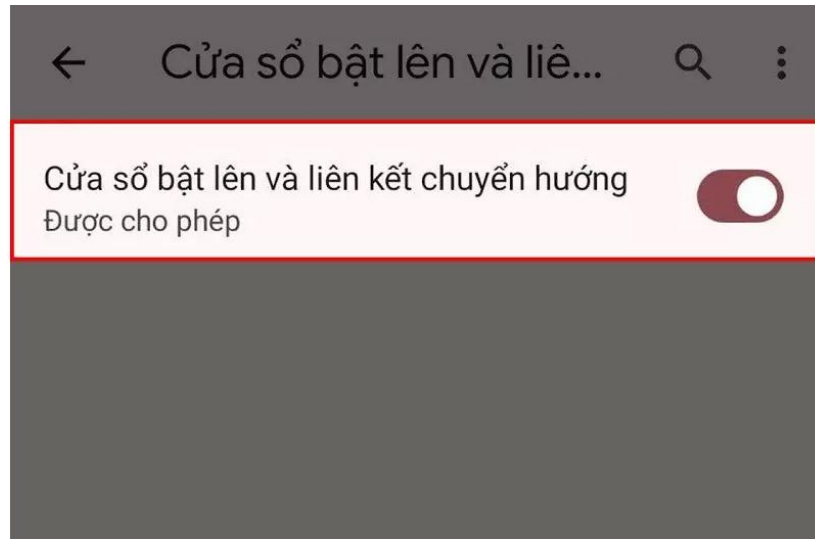 Cửa sổ bật lên và liê...
Cửa sổ bật lên và liên kết chuyển hướng
Được cho phép